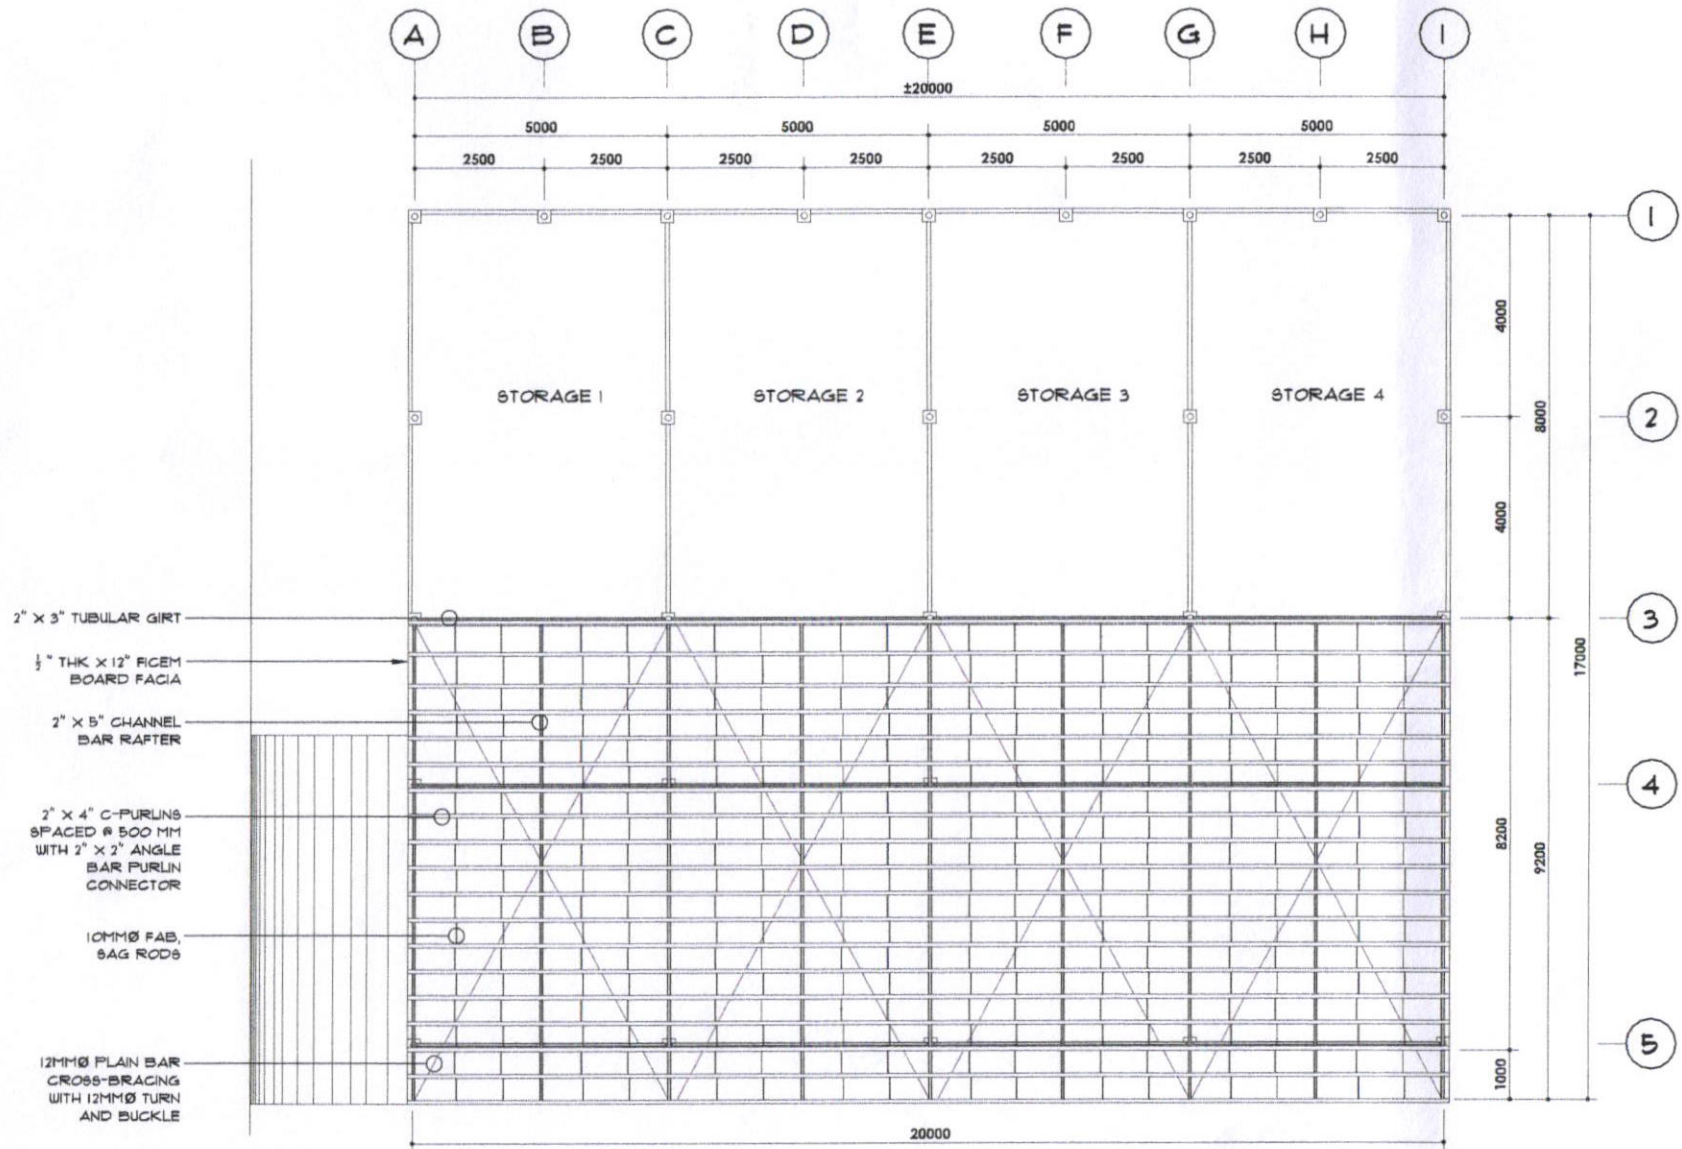 A B C D E F G H I
±20000
5000 5000 5000 5000
2500 2500 2500 2500 2500 2500 2500 2500
1
4000
STORAGE 1 STORAGE 2 STORAGE 3 STORAGE 4
8000
2
4000
3
17000
2" X 3" TUBULAR GIRT
½" THK X 12" FICEM
BOARD FACIA
2" X 5" CHANNEL
BAR RAFTER
4
2" X 4" C-PURLINS
SPACED @ 500 MM
WITH 2" X 2" ANGLE
BAR PURLIN
CONNECTOR
8200
9200
10MMØ FAB,
SAG RODS
5
12MMØ PLAIN BAR
CROSS-BRACING
WITH 12MMØ TURN
AND BUCKLE
1000
20000